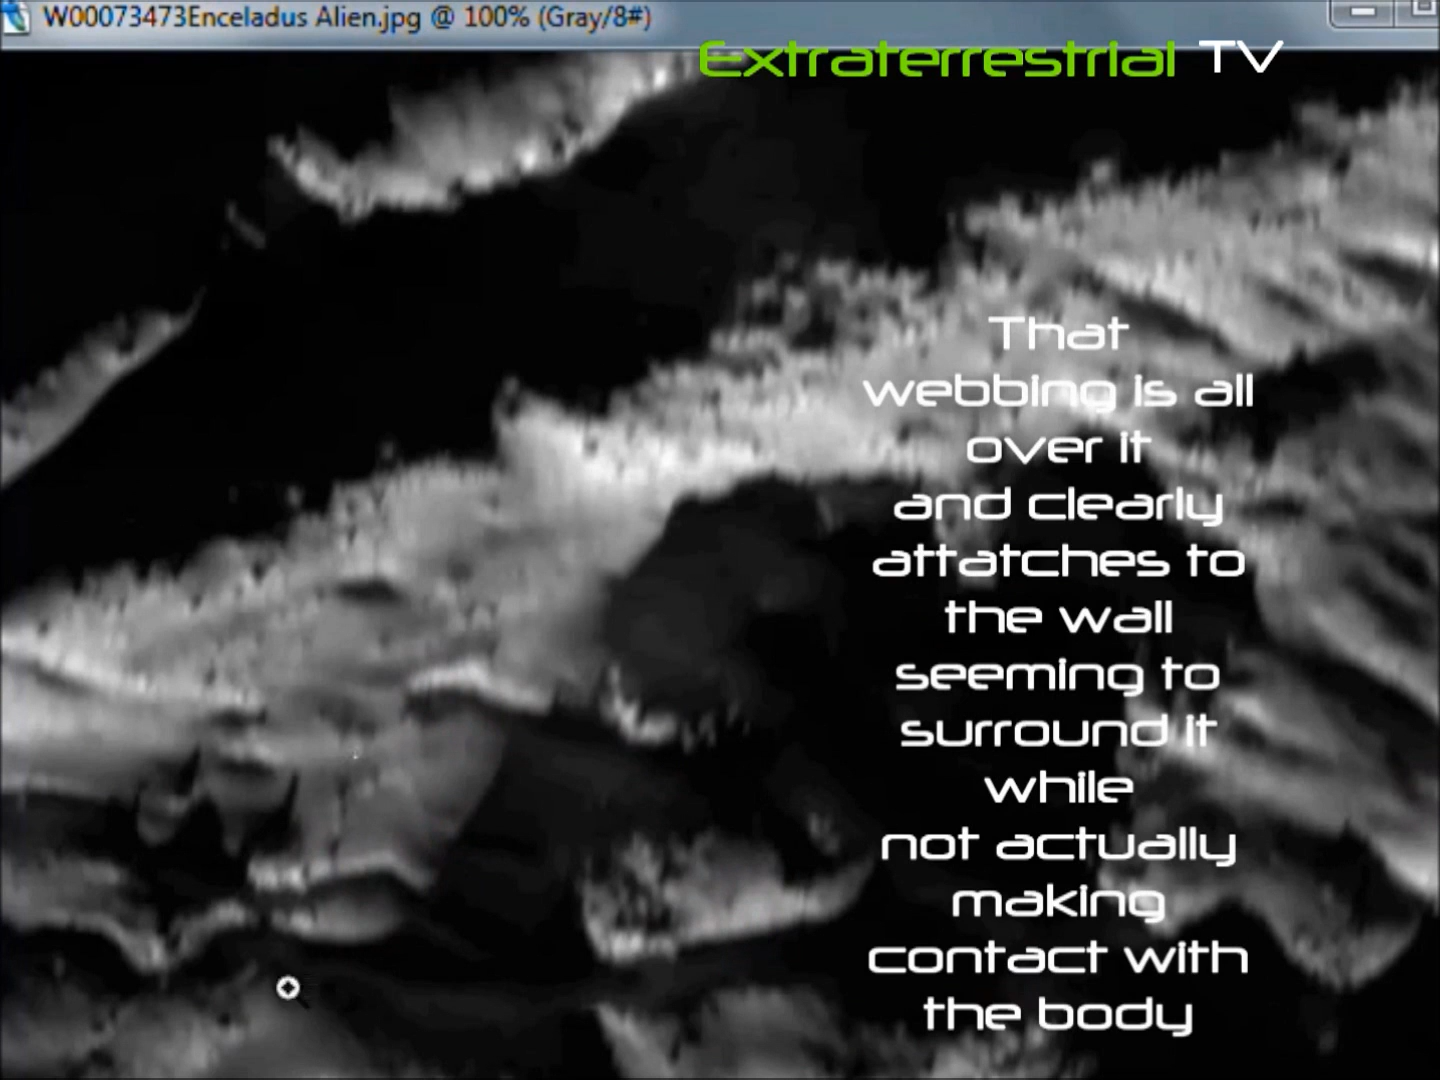 W00073473Enceladus Alien.jpg @ 100% (Gray/8#)
Extraterrestrial TV
That
webbing is all
over it
and clearly
attatches to
the wall
seeming to
surround it
while
not actually
making
contact with
the body